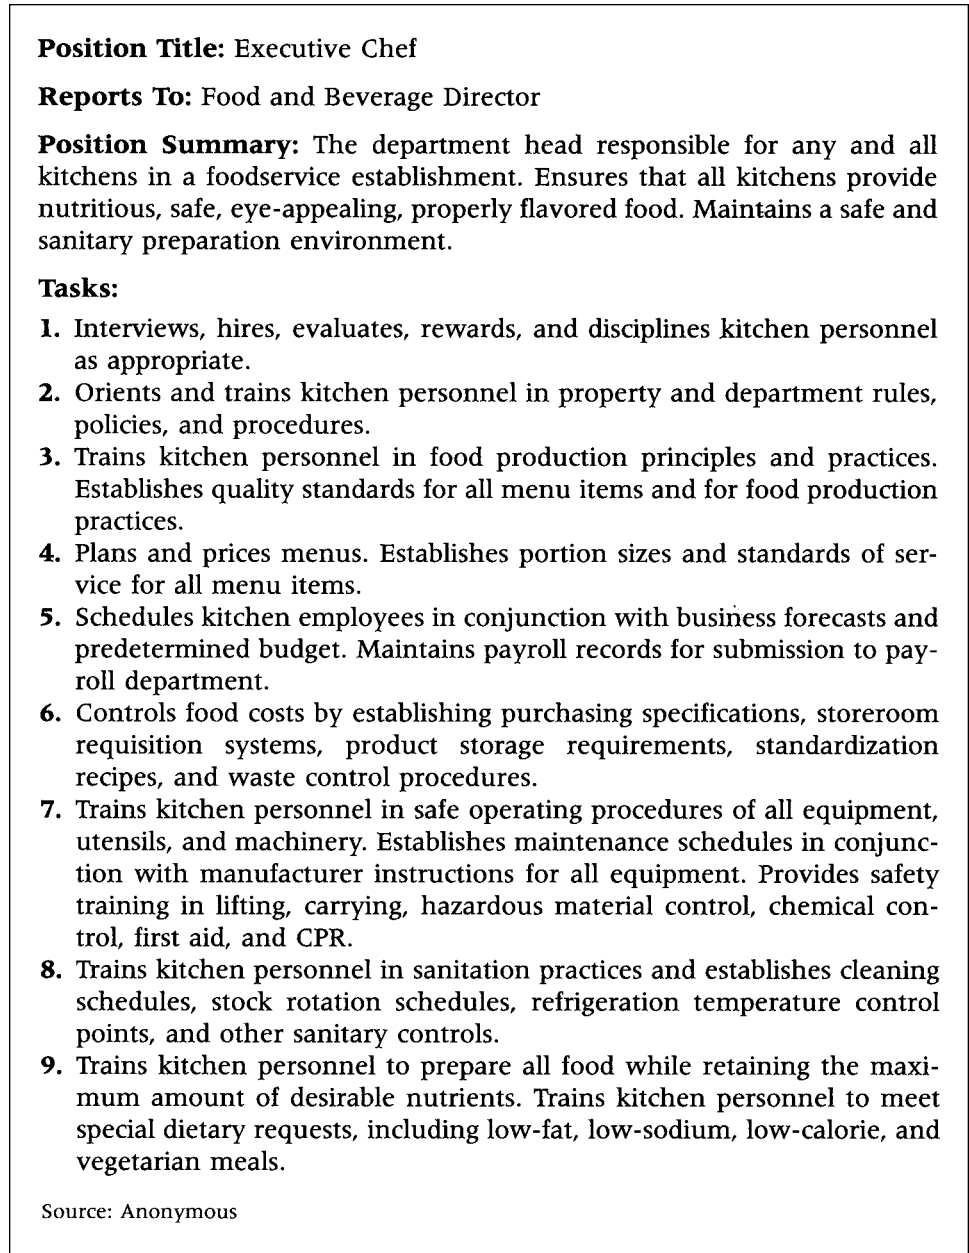 Position Title: Executive Chef
Reports To: Food and Beverage Director
Position Summary: The department head responsible for any and all
kitchens in a foodservice establishment. Ensures that all kitchens provide
nutritious, safe, eye-appealing, properly flavored food. Maintains a safe and
sanitary preparation environment.
Tasks:
1. Interviews, hires, evaluates, rewards, and disciplines kitchen personnel
as appropriate.
2. Orients and trains kitchen personnel in property and department rules,
policies, and procedures.
3. Trains kitchen personnel in food production principles and practices.
Establishes quality standards for all menu items and for food production
practices.
4. Plans and prices menus. Establishes portion sizes and standards of ser-
vice for all menu items.
5. Schedules kitchen employees in conjunction with business forecasts and
predetermined budget. Maintains payroll records for submission to pay-
roll department.
6. Controls food costs by establishing purchasing specifications, storeroom
requisition systems, product storage requirements, standardization
recipes, and waste control procedures.
7. Trains kitchen personnel in safe operating procedures of all equipment,
utensils, and machinery. Establishes maintenance schedules in conjunc-
tion with manufacturer instructions for all equipment. Provides safety
training in lifting, carrying, hazardous material control, chemical con-
trol, first aid, and CPR.
8. Trains kitchen personnel in sanitation practices and establishes cleaning
schedules, stock rotation schedules, refrigeration temperature control
points, and other sanitary controls.
9. Trains kitchen personnel to prepare all food while retaining the maxi-
mum amount of desirable nutrients. Trains kitchen personnel to meet
special dietary requests, including low-fat, low-sodium, low-calorie, and
vegetarian meals.
Source: Anonymous